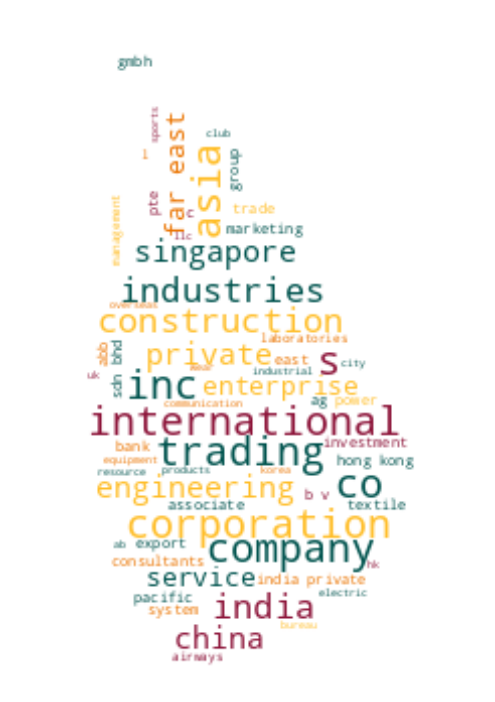 gmbh
sports
far east
club
l
asia
group
management
pte
c
trade
llc
marketing
singapore
industries
overseas
construction
laboratories
abb
sdn bhd
private
wear
east
s
city
uk
industrial
inc
enterprise
communication
ag
power
international
bank
trading
investment
equipment
hong kong
resource
products
korea
engineering
b v
co
associate
textile
corporation
ab
export
company
consultants
hk
service
india private
pacific
electric
system
india
bureau
china
airways